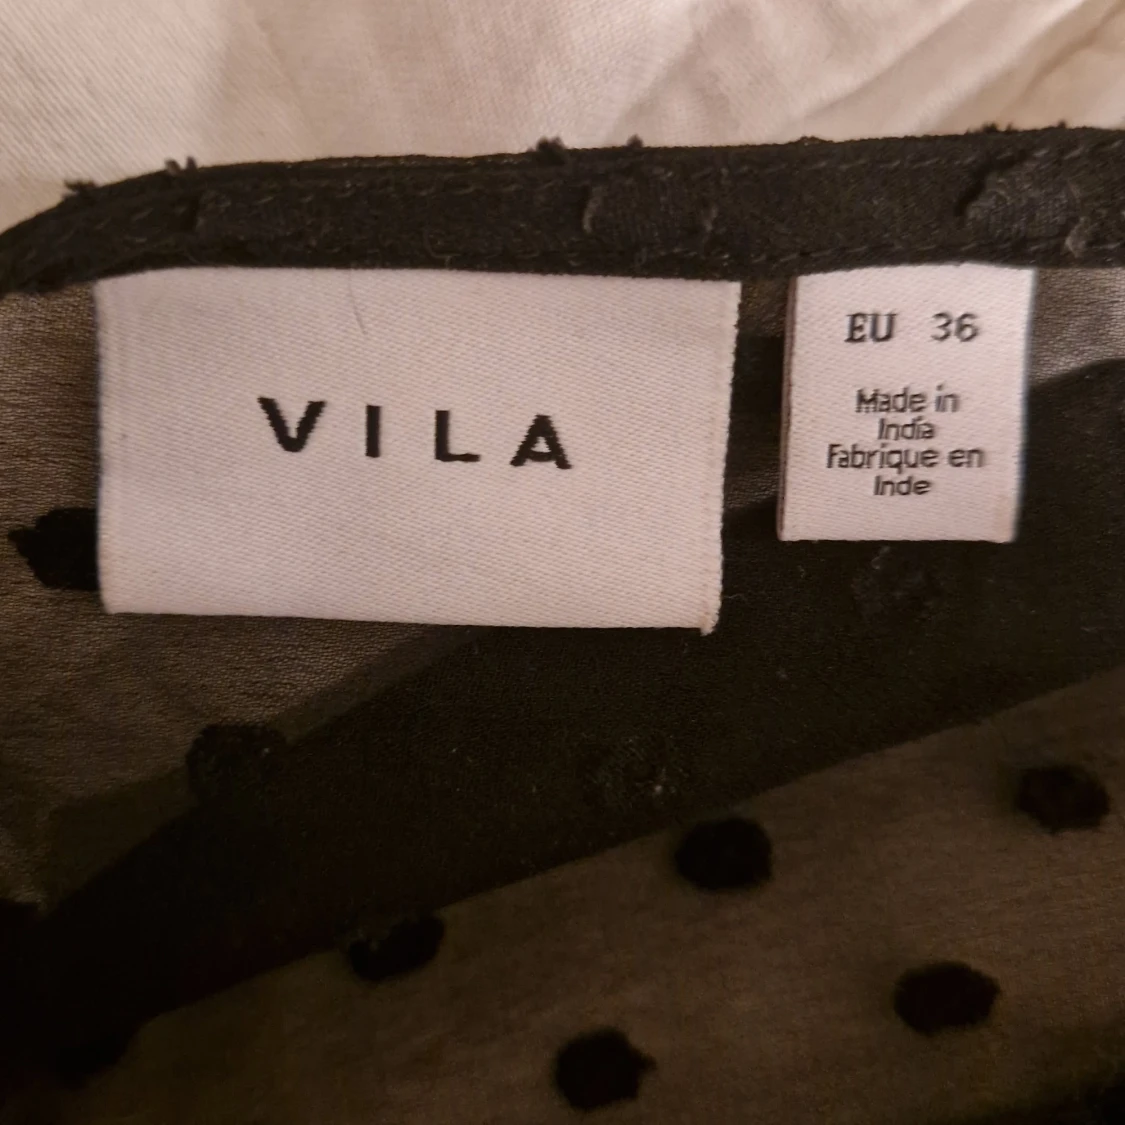 VILA
EU 36
Made in
India
Fabrique en
Inde